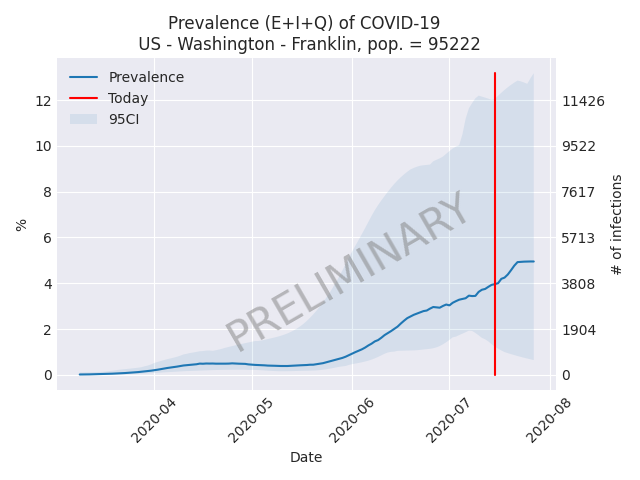 Prevalence (E+I+Q) of COVID-19
US - Washington - Franklin, pop. = 95222
Prevalence
Today
95CI
PRELIMINARY
%
12
10
8
6
4
2
0
11426
9522
7617
5713
3808
1904
0
# of infections
2020-04
2020-05
2020-06
2020-07
2020-08
Date